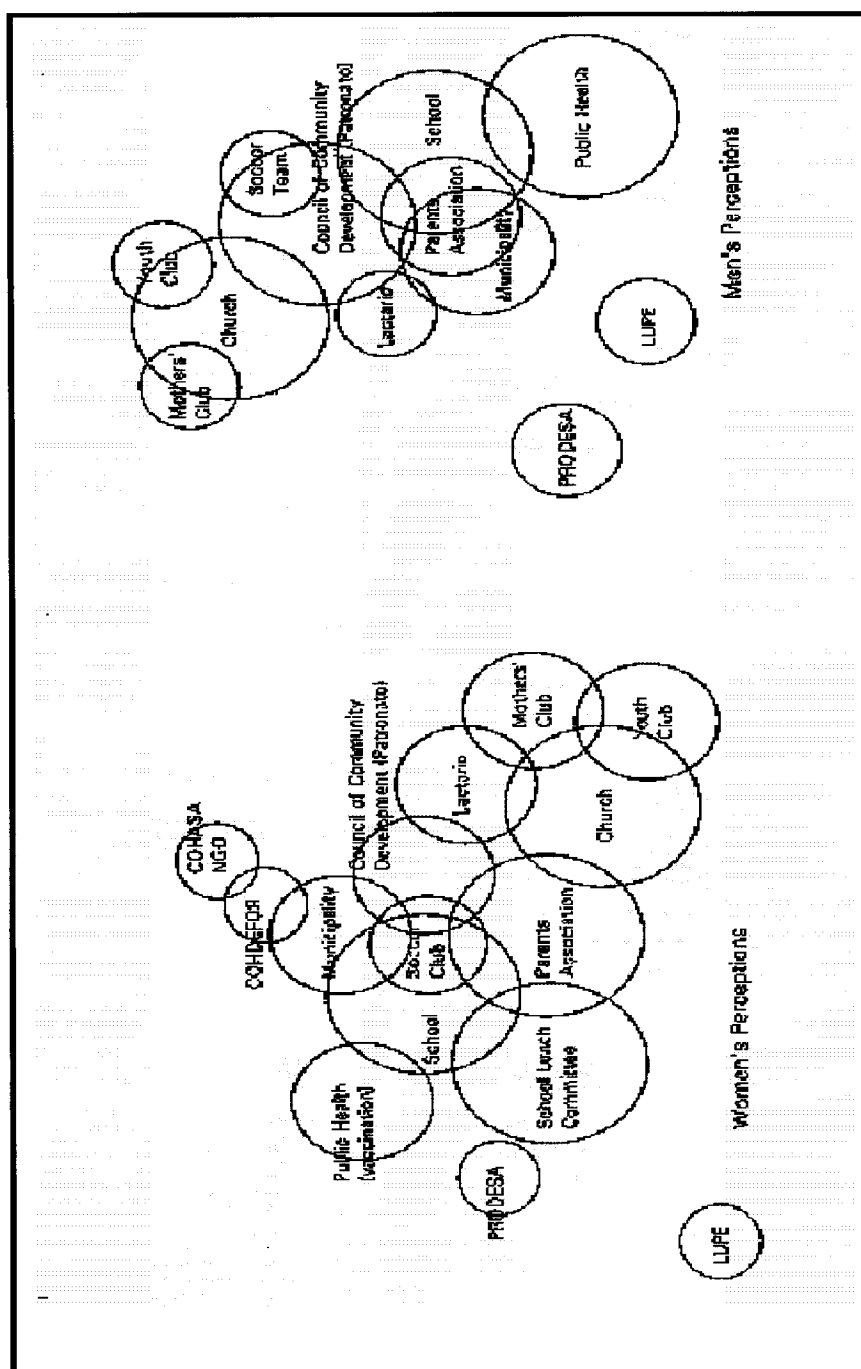 COHASA
NGO
COHDEFOR
Municipality
Public Health
(vaccination)
Council of Community
Development (Patronato)
Soccer
Club
School
Lactario
PRODESA
Mothers'
Club
School Lunch
Committee
Parents
Association
Church
Youth
Club
LUPE
Women's Perceptions
Youth
Club
Mothers'
Club
Church
Soccer
Team
Council of Community
Development (Patronato)
Lactario
School
Parents
Association
Municipality
PRODESA
Public Health
LUPE
Men's Perceptions